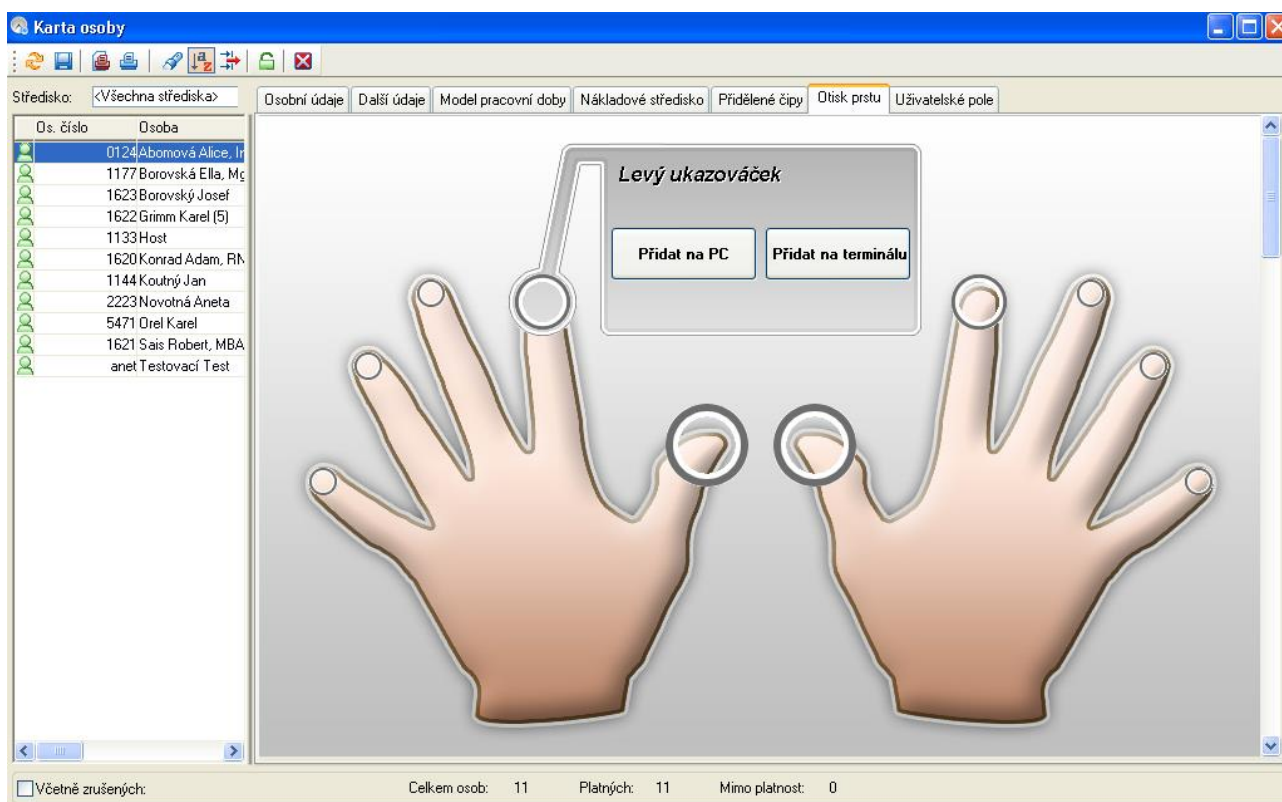 Karta osoby
Středisko: <Všechna střediska>
Osobní údaje Další údaje Model pracovní doby Nákladové středisko Přidělené čipy Otisk prstu Uživatelské pole
Os. číslo Osoba
0124 Abomová Alice, In
1177 Borovská Ella, Mg
1623 Borovský Josef
1622 Grimm Karel (5)
1133 Host
1620 Konrad Adam, RN
1144 Koutný Jan
2223 Novotná Aneta
5471 Orel Karel
1621 Sais Robert, MBA
anet Testovací Test
Levý ukazováček
Přidat na PC Přidat na terminálu
Včetně zrušených: Celkem osob: 11 Platných: 11 Mimo platnost: 0